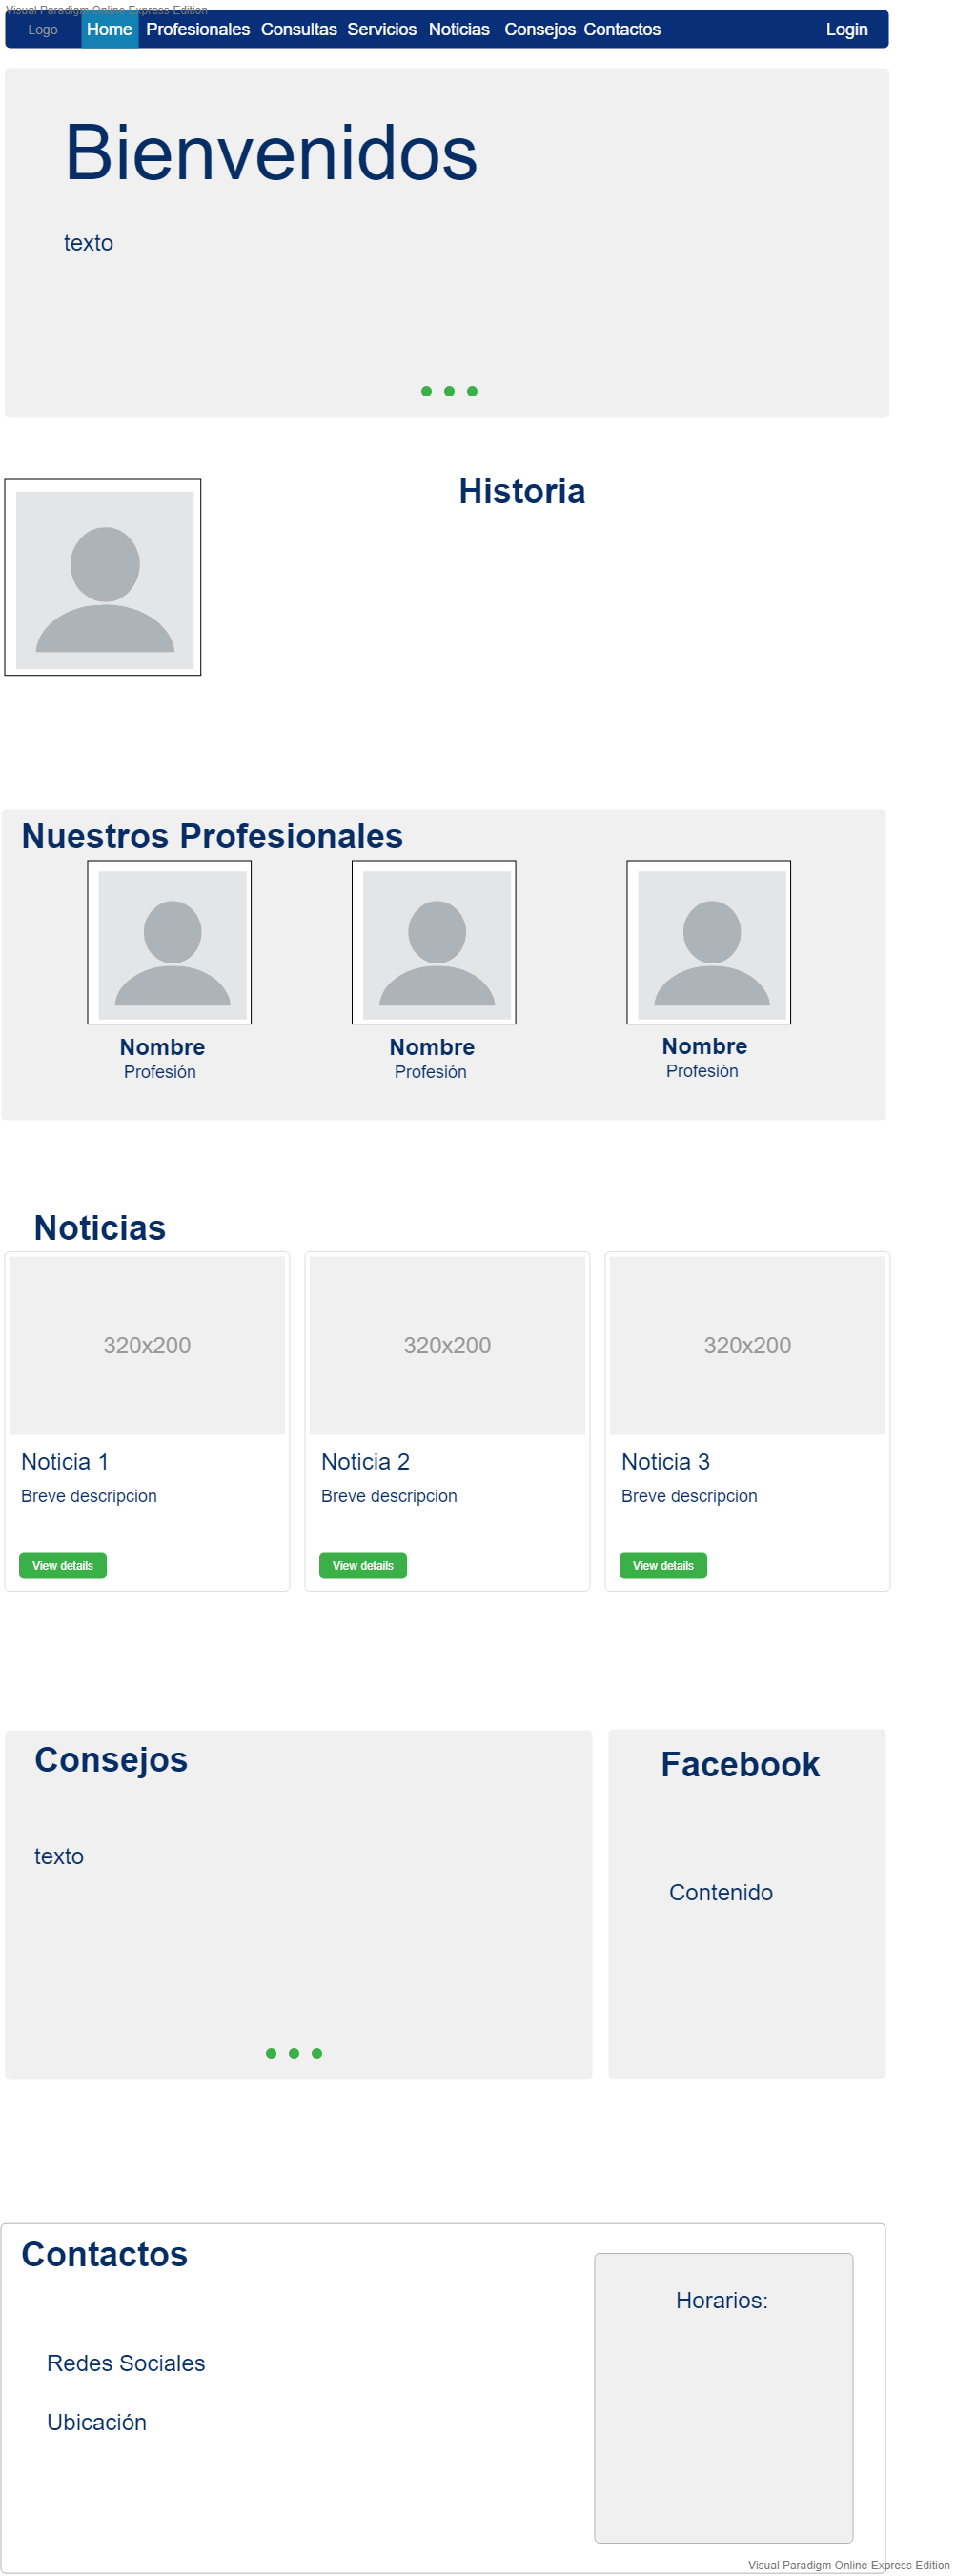 Visual Paradigm Online Express Edition
Logo Home Profesionales Consultas Servicios Noticias Consejos Contactos Login
Bienvenidos
texto
Historia
Nuestros Profesionales
Nombre Nombre Nombre
Profesión Profesión Profesión
Noticias
320x200 320x200 320x200
Noticia 1 Noticia 2 Noticia 3
Breve descripcion Breve descripcion Breve descripcion
View details View details View details
Consejos
Facebook
texto
Contenido
Contactos
Horarios:
Redes Sociales
Ubicación
Visual Paradigm Online Express Edition